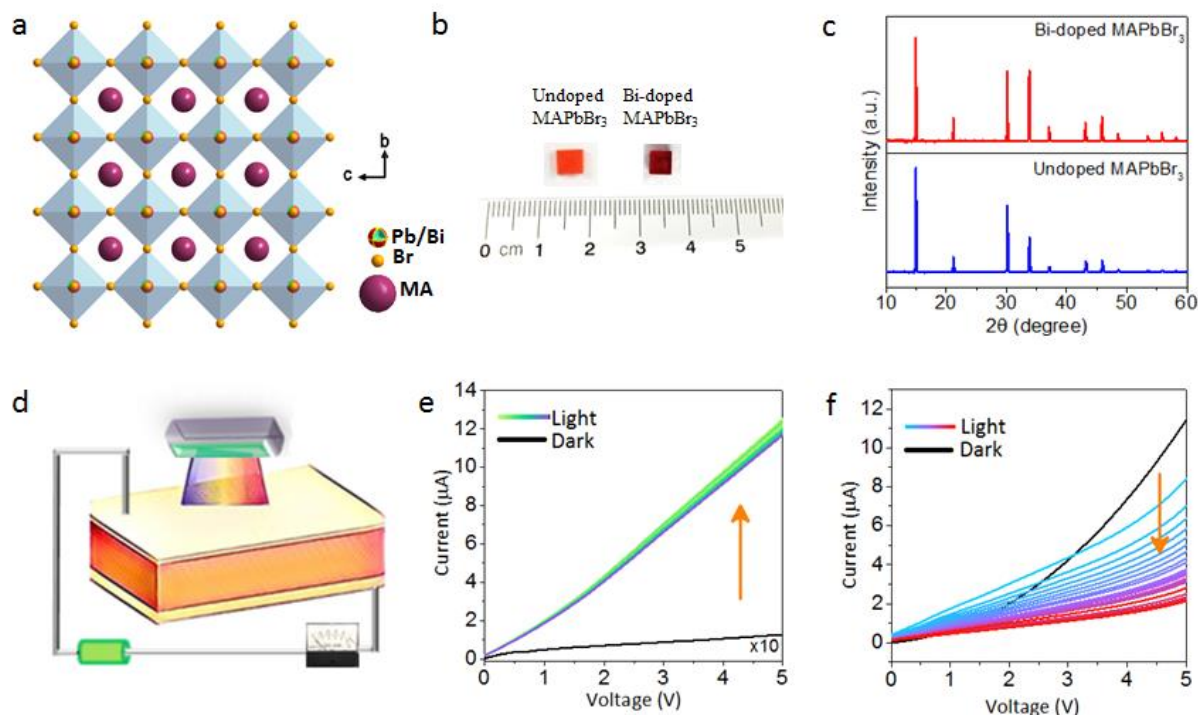 a
b
c
Undoped
MAPbBr3
Bi-doped
MAPbBr3
0 cm 1 2 3 4 5
b
c
Pb/Bi
Br
MA
Intensity (a.u.)
Bi-doped MAPbBr3
Undoped MAPbBr3
10 20 30 40 50 60
2θ (degree)
d
e
f
Current (μA)
14
12
10
8
6
4
2
0
Light
Dark
x10
0 1 2 3 4 5
Voltage (V)
Current (μA)
12
10
8
6
4
2
0
Light
Dark
0 1 2 3 4 5
Voltage (V)